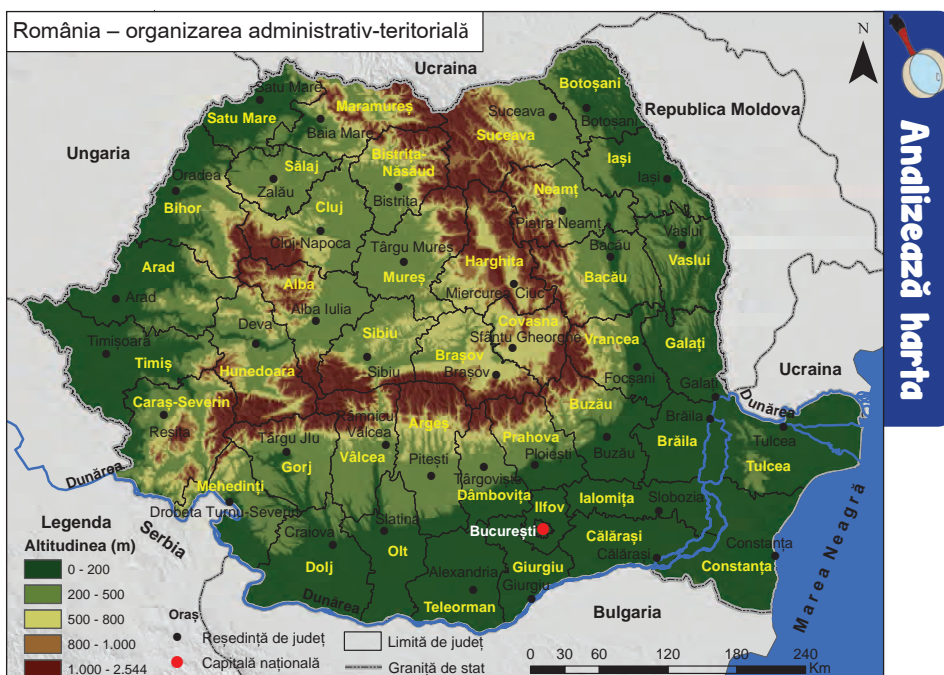 România – organizarea administrativ-teritorială
N
Ucraina
Republica Moldova
Ungaria
Satu Mare
Satu Mare
Maramureș
Baia Mare
Suceava
Suceava
Botoșani
Botoșani
Bistrița-
Năsăud
Bistrița
Sălaj
Zalău
Oradea
Bihor
Cluj
Cluj-Napoca
Iași
Iași
Neamț
Piatra Neamț
Târgu Mureș
Mureș
Harghita
Miercurea Ciuc
Bacău
Bacău
Vaslui
Vaslui
Arad
Arad
Alba
Alba Iulia
Deva
Hunedoara
Sibiu
Sibiu
Brașov
Brașov
Covasna
Sfântu Gheorghe
Vrancea
Focșani
Galați
Galați
Timișoara
Timiș
Caraș-Severin
Reșița
Târgu Jiu
Gorj
Râmnicu
Vâlcea
Vâlcea
Argeș
Pitești
Prahova
Ploiești
Târgoviște
Dâmbovița
Buzău
Buzău
Brăila
Brăila
Ucraina
Dunărea
Tulcea
Tulcea
Dunărea
Mehedinți
Drobeta Turnu-Severin
Serbia
Craiova
Dolj
Slatina
Olt
Ilfov
București
Ialomița
Slobozia
Călărași
Călărași
Constanța
Constanța
Alexandria
Teleorman
Giurgiu
Giurgiu
Dunărea
Bulgaria
Marea Neagră
Legenda
Altitudinea (m)
0 - 200
200 - 500
500 - 800
800 - 1.000
1.000 - 2.544
Oraș
Reședință de județ
Capitală națională
Limită de județ
Graniță de stat
0 30 60 120 180 240
Km
Analizează harta